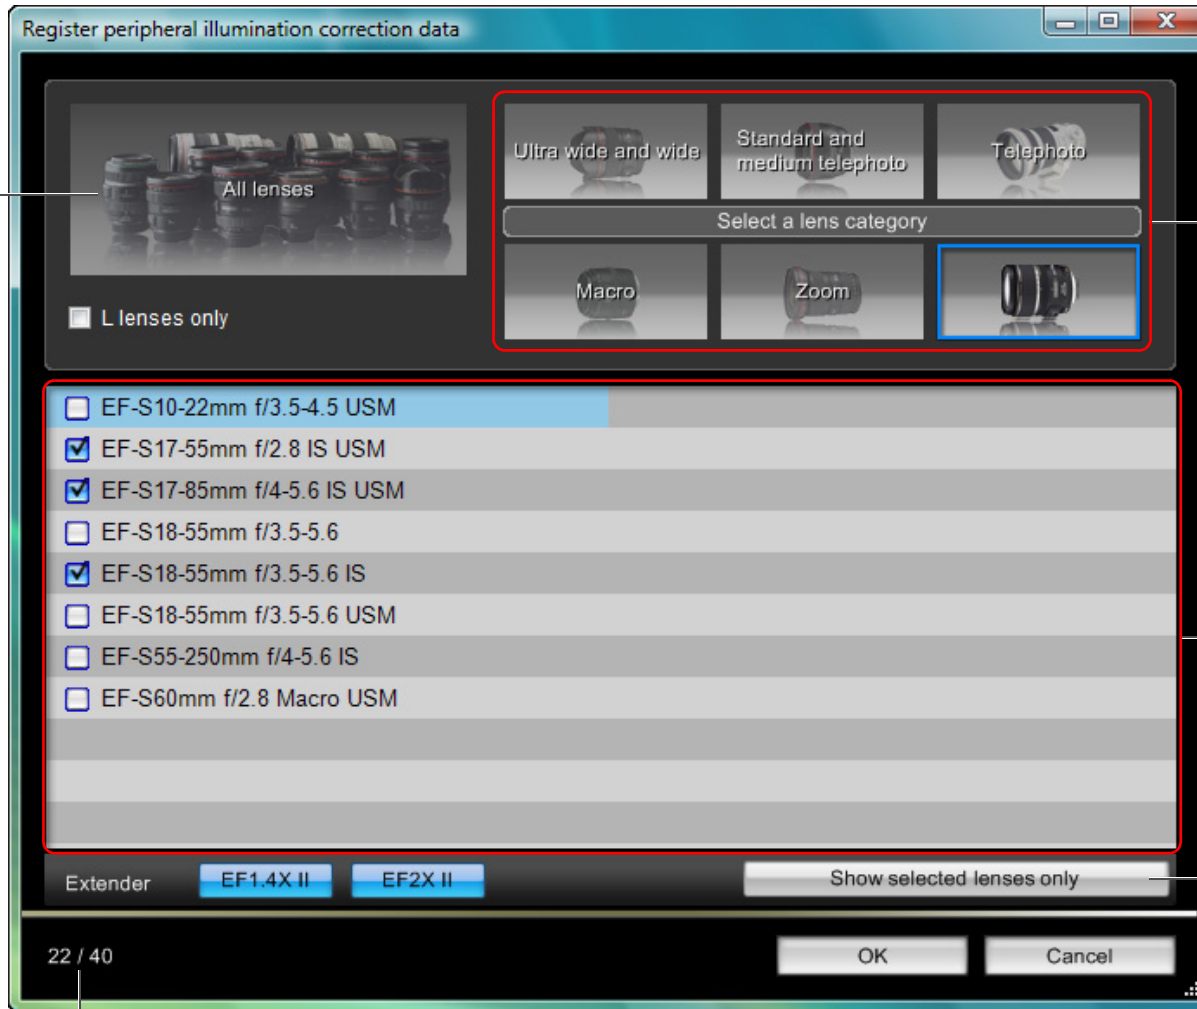 Register peripheral illumination correction data
All lenses
Ultra wide and wide
Standard and
medium telephoto
Telephoto
Select a lens category
Macro
Zoom
L lenses only
EF-S10-22mm f/3.5-4.5 USM
EF-S17-55mm f/2.8 IS USM
EF-S17-85mm f/4-5.6 IS USM
EF-S18-55mm f/3.5-5.6
EF-S18-55mm f/3.5-5.6 IS
EF-S18-55mm f/3.5-5.6 USM
EF-S55-250mm f/4-5.6 IS
EF-S60mm f/2.8 Macro USM
Extender
EF1.4X II
EF2X II
Show selected lenses only
22 / 40
OK
Cancel